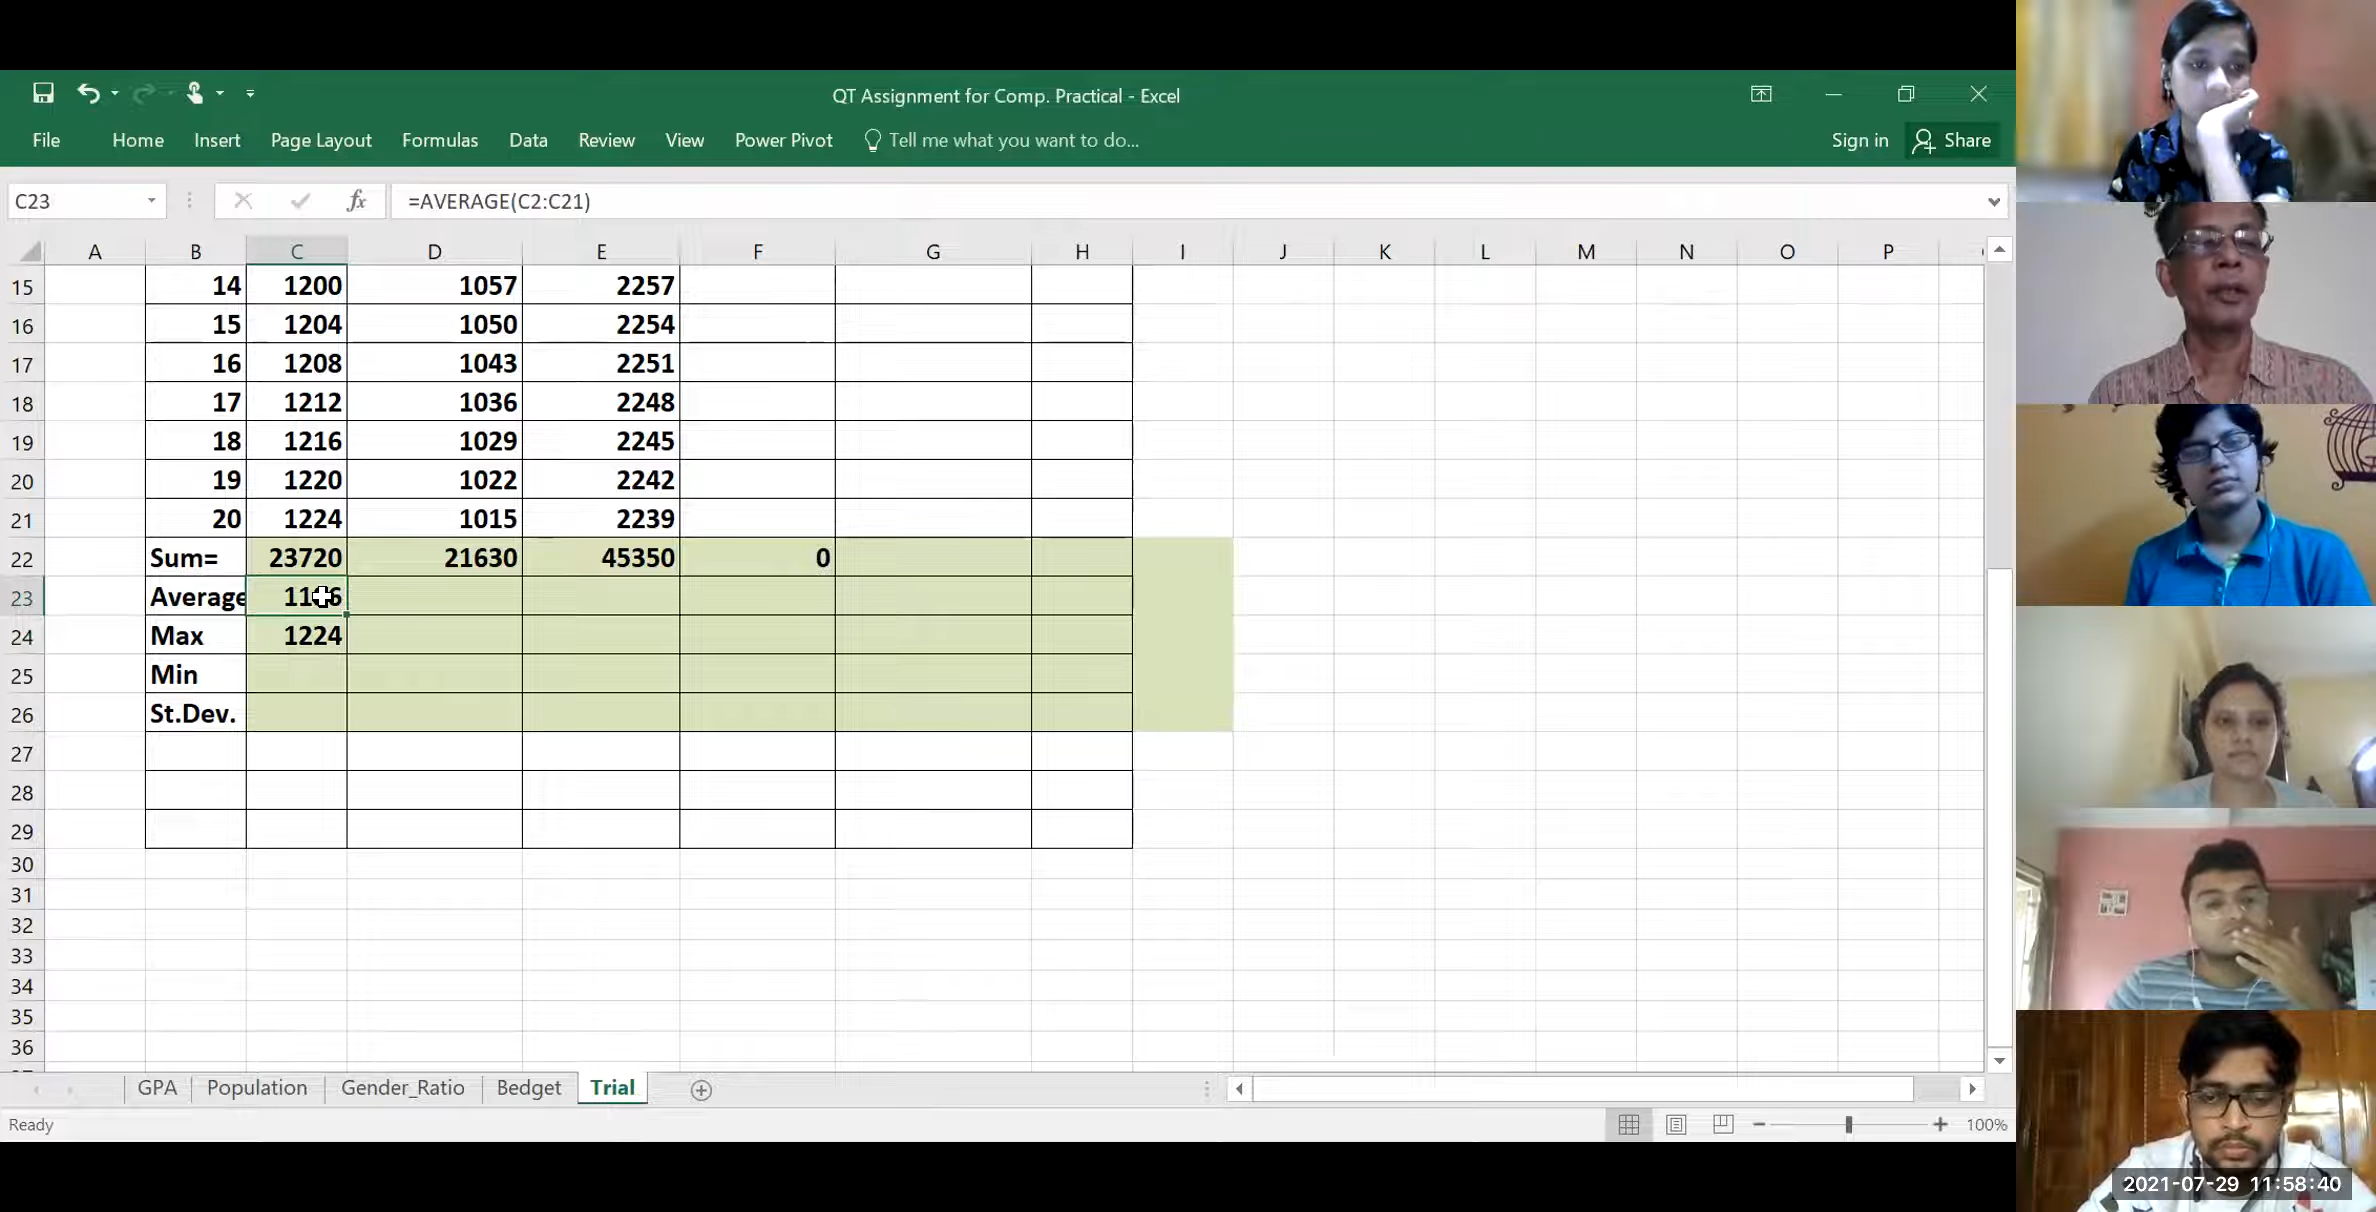 QT Assignment for Comp. Practical - Excel
File Home Insert Page Layout Formulas Data Review View Power Pivot Tell me what you want to do... Sign in Share
C23 fx =AVERAGE(C2:C21)
A B C D E F G H I J K L M N O P
15 14 1200 1057 2257
16 15 1204 1050 2254
17 16 1208 1043 2251
18 17 1212 1036 2248
19 18 1216 1029 2245
20 19 1220 1022 2242
21 20 1224 1015 2239
22 Sum= 23720 21630 45350 0
23 Average
24 Max 1224
25 Min
26 St.Dev.
27
28
29
30
31
32
33
34
35
36
GPA Population Gender_Ratio Bedget Trial
Ready 100%
2021-07-29 11:58:40